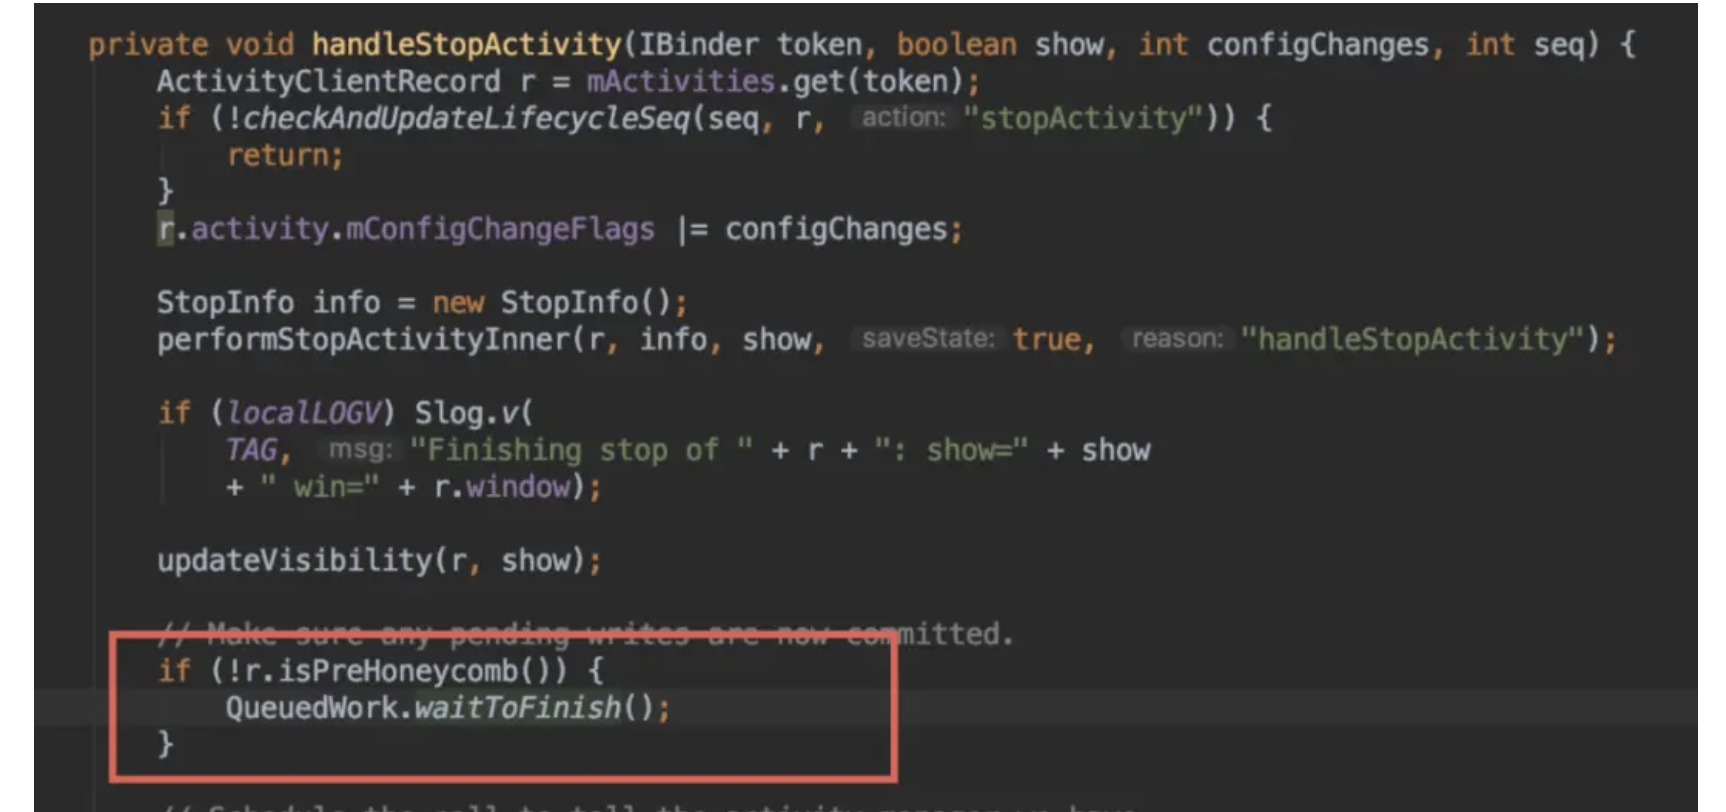 private void handleStopActivity(IBinder token, boolean show, int configChanges, int seq) {
ActivityClientRecord r = mActivities.get(token);
if (!checkAndUpdateLifecycleSeq(seq, r, action: "stopActivity")) {
return;
}
r.activity.mConfigChangeFlags |= configChanges;
StopInfo info = new StopInfo();
performStopActivityInner(r, info, show, saveState: true, reason: "handleStopActivity");
if (localLOGV) Slog.v(
TAG, msg: "Finishing stop of " + r + ": show=" + show
+ " win=" + r.window);
updateVisibility(r, show);
// Make sure any pending writes are now committed.
if (!r.isPreHoneycomb()) {
QueuedWork.waitToFinish();
}